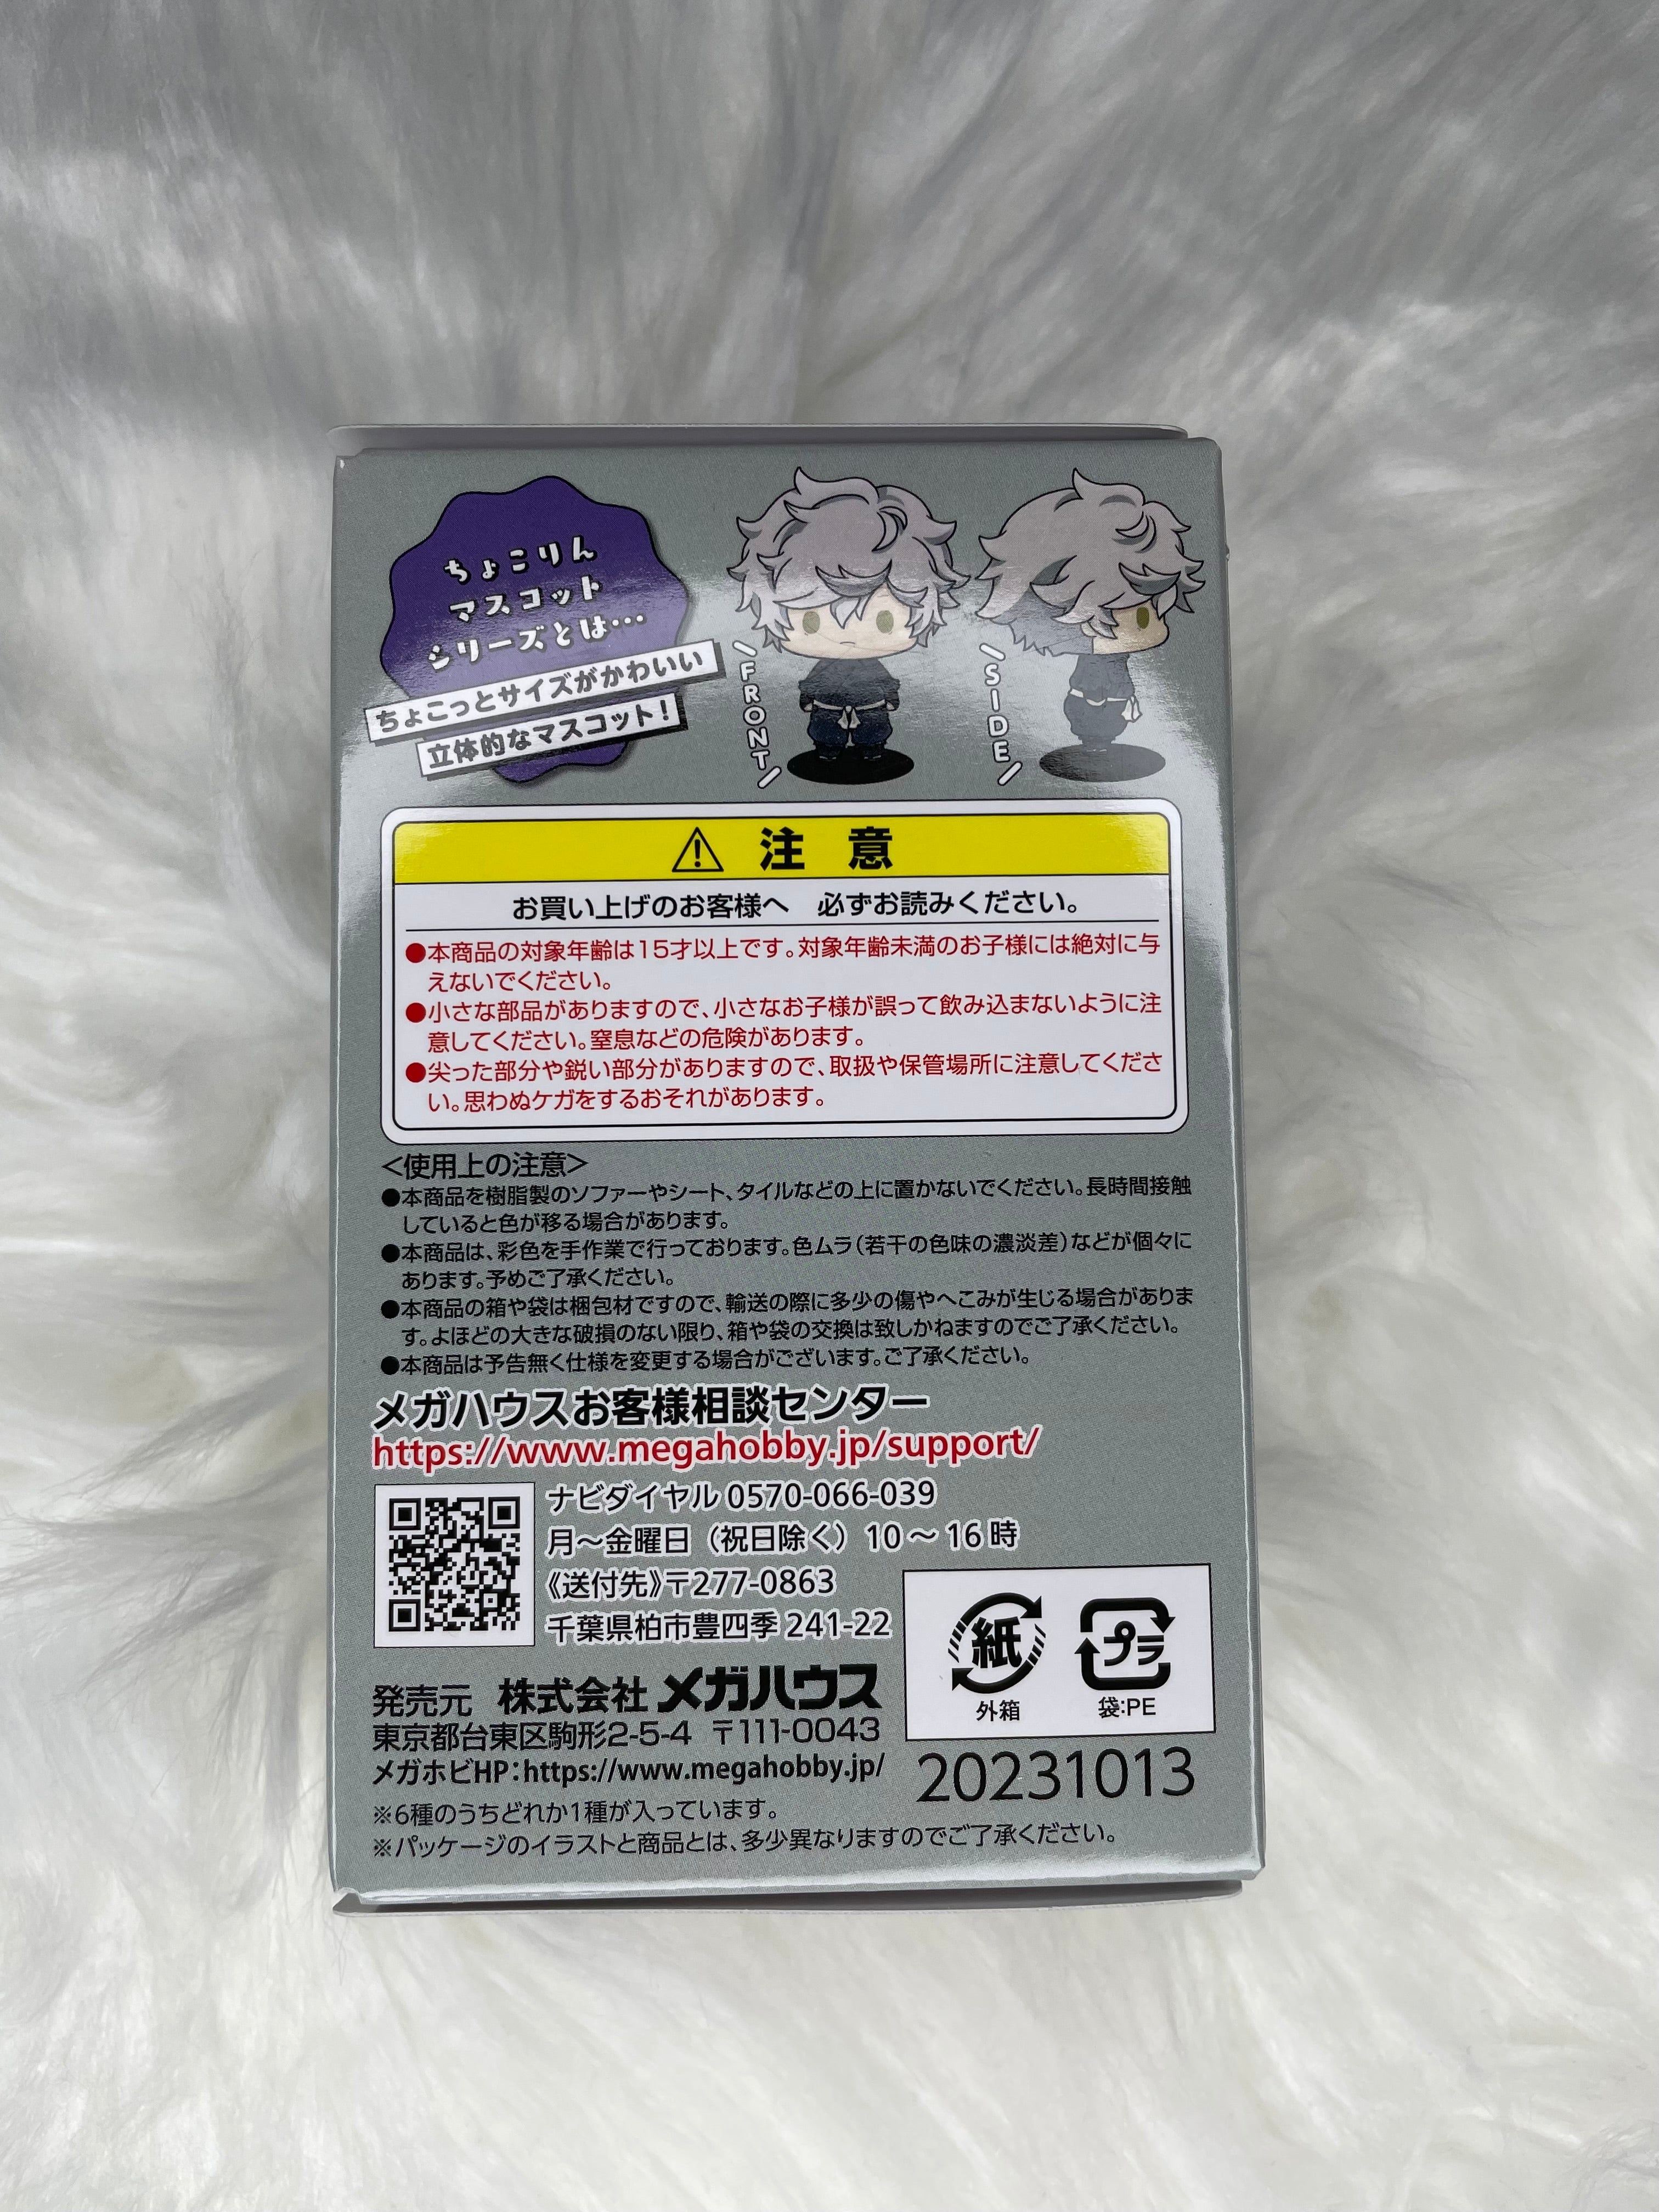 ちょこりん
マスコット
シリーズとは…
ちょこっとサイズがかわいい
立体的なマスコット!
FRONT
SIDE
注意
お買い上げのお客様へ 必ずお読みください。
●本商品の対象年齢は15才以上です。対象年齢未満のお子様には絶対に与
えないでください。
●小さな部品がありますので、小さなお子様が誤って飲み込まないように注
意してください。窒息などの危険があります。
●尖った部分や鋭い部分がありますので、取扱や保管場所に注意してくださ
い。思わぬケガをするおそれがあります。
<使用上の注意>
●本商品を樹脂製のソファーやシート、タイルなどの上に置かないでください。長時間接触
していると色が移る場合があります。
●本商品は、彩色を手作業で行っております。色ムラ(若干の色味の濃淡差)などが個々に
あります。予めご了承ください。
●本商品の箱や袋は梱包材ですので、輸送の際に多少の傷やへこみが生じる場合がありま
す。よほどの大きな破損のない限り、箱や袋の交換は致しかねますのでご了承ください。
●本商品は予告無く仕様を変更する場合がございます。ご了承ください。
メガハウスお客様相談センター
https://www.megahobby.jp/support/
ナビダイヤル 0570-066-039
月~金曜日(祝日除く)10~16時
《送付先》〒277-0863
千葉県柏市豊四季 241-22
発売元 株式会社メガハウス
東京都台東区駒形2-5-4 〒111-0043
メガホビHP:https://www.megahobby.jp/
紙
外箱
プラ
袋:PE
20231013
※6種のうちどれか1種が入っています。
※パッケージのイラストと商品とは、多少異なりますのでご了承ください。